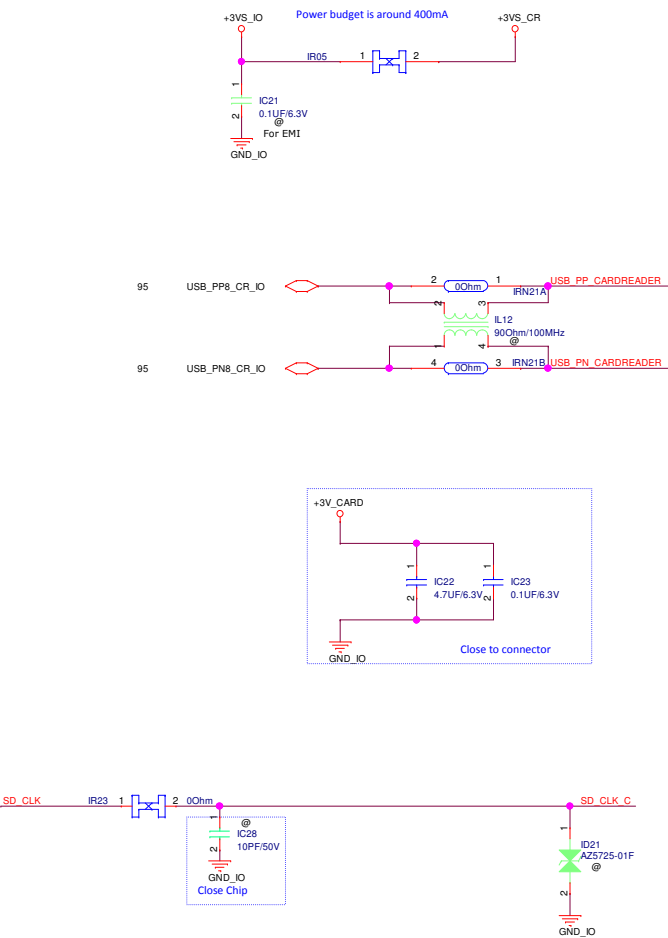 +3VS_IO
Power budget is around 400mA
+3VS_CR
IR05
1
2
1
IC21
0.1UF/6.3V
2
@
For EMI
GND_IO
95
USB_PP8_CR_IO
2
0Ohm
1
USB_PP_CARDREADER
IRN21A
2
3
IL12
90Ohm/100MHz
@
1
4
95
USB_PN8_CR_IO
4
0Ohm
3
IRN21B
USB_PN_CARDREADER
+3V_CARD
1
1
IC22
IC23
4.7UF/6.3V
0.1UF/6.3V
2
2
GND_IO
Close to connector
SD_CLK
IR23
1
2
0Ohm
SD_CLK_C
1
@
IC28
10PF/50V
2
GND_IO
Close Chip
1
ID21
AZ5725-01F
@
2
GND_IO